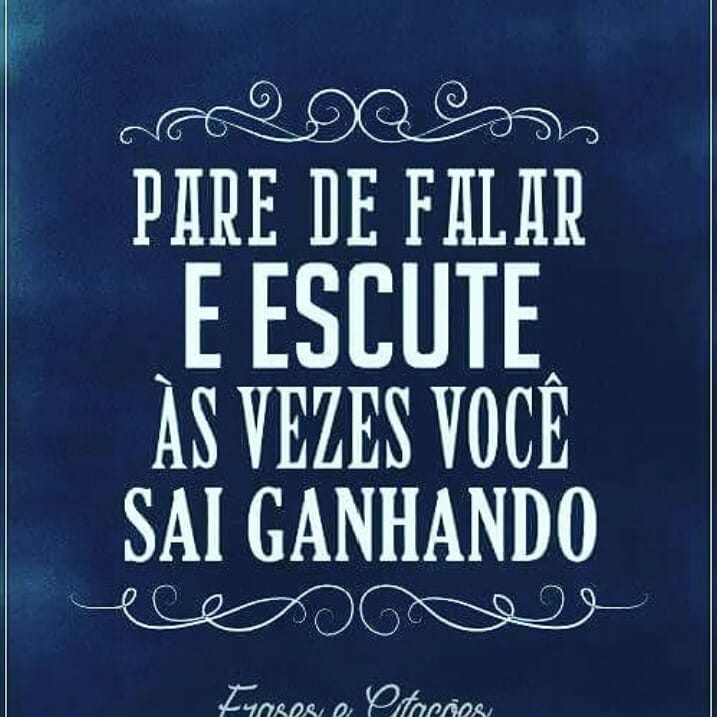 PARE DE FALAR
E ESCUTE
ÀS VEZES VOCÊ
SAI GANHANDO
Frases e Citações